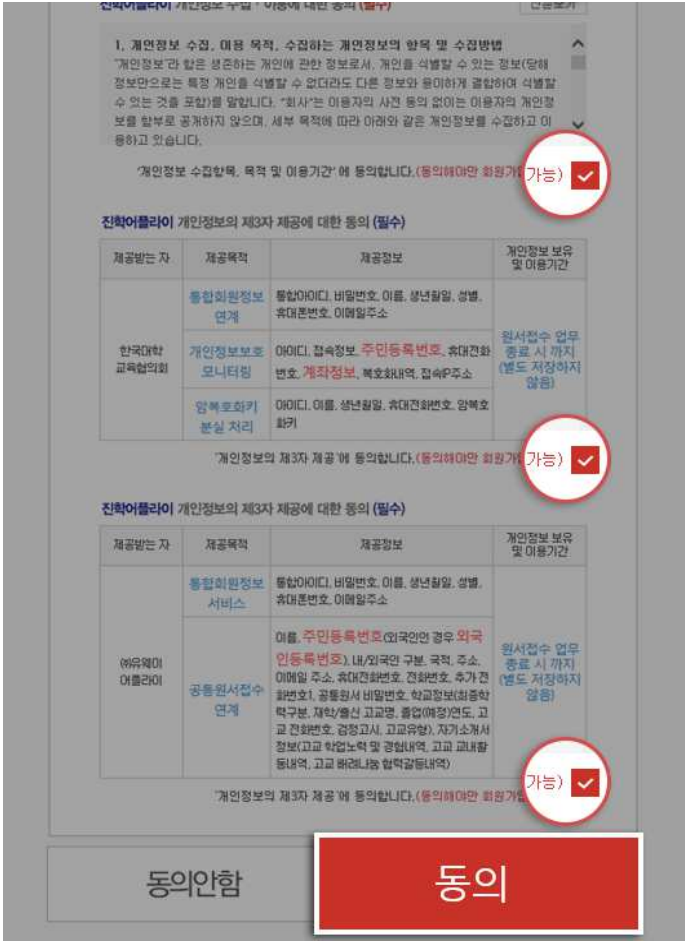 진학어플라이 개인정보 수집·이용에 대한 동의 (필수)
1. 개인정보 수집, 이용 목적, 수집하는 개인정보의 항목 및 수집방법
"개인정보"라 함은 생존하는 개인에 관한 정보로서, 개인을 식별할 수 있는 정보(당해
정보만으로는 특정 개인을 식별할 수 없더라도 다른 정보와 용이하게 결합하여 식별할
수 있는 것을 포함)를 말합니다. "회사"는 이용자의 사전 동의 없이는 이용자의 개인정
보를 함부로 공개하지 않으며, 세부 목적에 따라 아래와 같은 개인정보를 수집하고 이
용하고 있습니다.
'개인정보 수집항목, 목적 및 이용기간' 에 동의합니다.(동의해야만 회원가입 가능)
진학어플라이 개인정보의 제3자 제공에 대한 동의 (필수)
제공받는 자 제공목적 제공정보 개인정보 보유
및 이용기간
한국대학
교육협의회
통합회원정보
연계
통합아이디, 비밀번호, 이름, 생년월일, 성별,
휴대폰번호, 이메일주소
개인정보보호
모니터링
아이디, 접속정보, 주민등록번호, 휴대전화
번호, 계좌정보, 복호화내역, 접속IP주소
암복호화키
분실 처리
아이디, 이름, 생년월일, 휴대전화번호, 암복호
화키
원서접수 업무
종료 시 까지
(별도 저장하지
않음)
'개인정보의 제3자 제공'에 동의합니다.(동의해야만 회원가입 가능)
진학어플라이 개인정보의 제3자 제공에 대한 동의 (필수)
제공받는 자 제공목적 제공정보 개인정보 보유
및 이용기간
㈜유웨이
어플라이
통합회원정보
서비스
통합아이디, 비밀번호, 이름, 생년월일, 성별,
휴대폰번호, 이메일주소
공통원서접수
연계
이름, 주민등록번호(외국인인 경우 외국
인등록번호), 내/외국인 구분, 국적, 주소,
이메일 주소, 휴대전화번호, 전화번호, 추가전
화번호1, 공통원서 비밀번호, 학교정보(최종학
력구분, 재학/출신 고교명, 졸업(예정)연도, 고
교 전화번호, 검정고시, 고교유형), 자기소개서
정보(고교 학업노력 및 경험내역, 고교 교내활
동내역, 고교 배려나눔 협력갈등내역)
원서접수 업무
종료 시 까지
(별도 저장하지
않음)
'개인정보의 제3자 제공'에 동의합니다.(동의해야만 회원가입 가능)
동의안함
동의